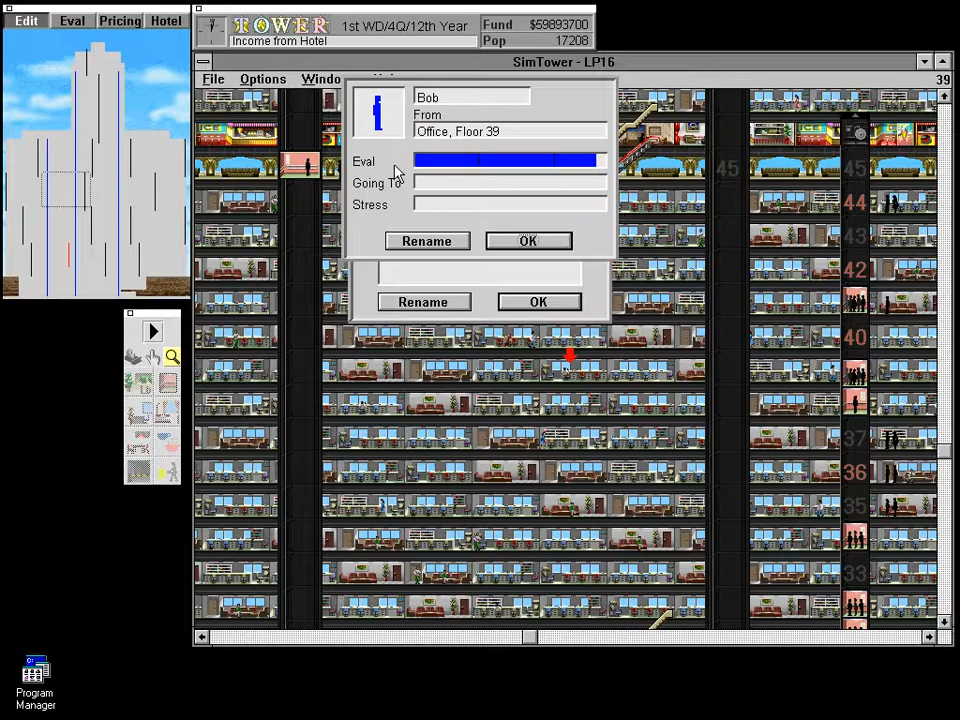 Edit Eval Pricing Hotel
TOWER
1st WD/4Q/12th Year
Income from Hotel
Fund $59893700
Pop 17208
SimTower - LP16
File Options Windo
39
Bob
From
Office, Floor 39
Eval
Going To
Stress
Rename OK
Rename OK
45 45
44
43
42
40
37
36
35
33
Program
Manager